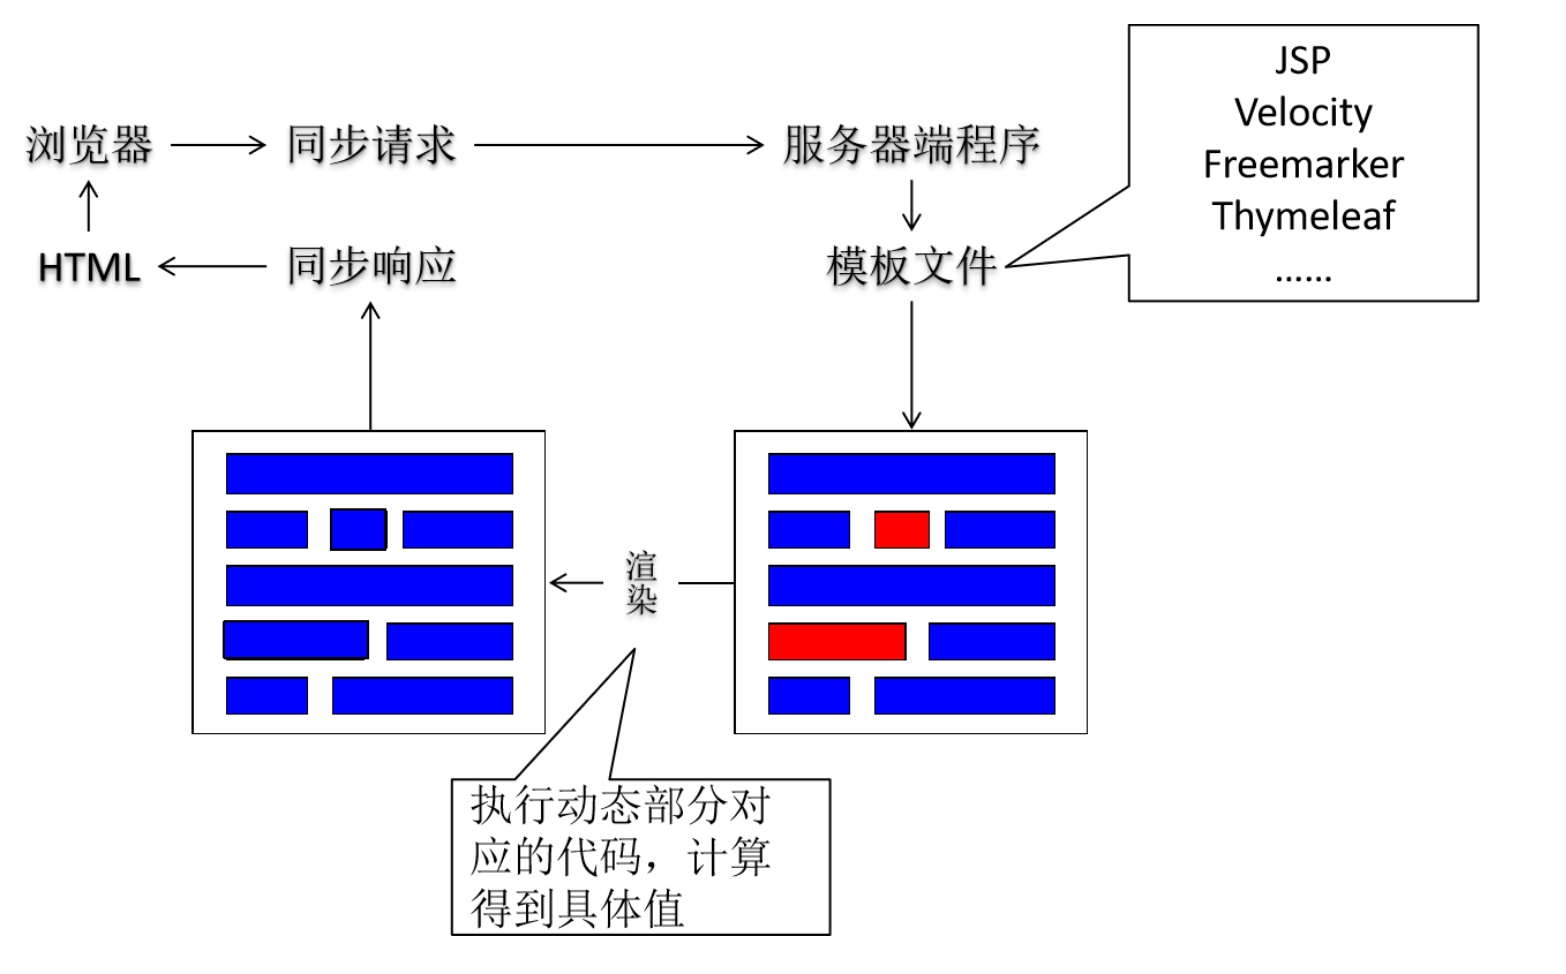 浏览器
同步请求
服务器端程序
JSP
Velocity
Freemarker
Thymeleaf
......
HTML
同步响应
模板文件
渲
染
执行动态部分对
应的代码，计算
得到具体值